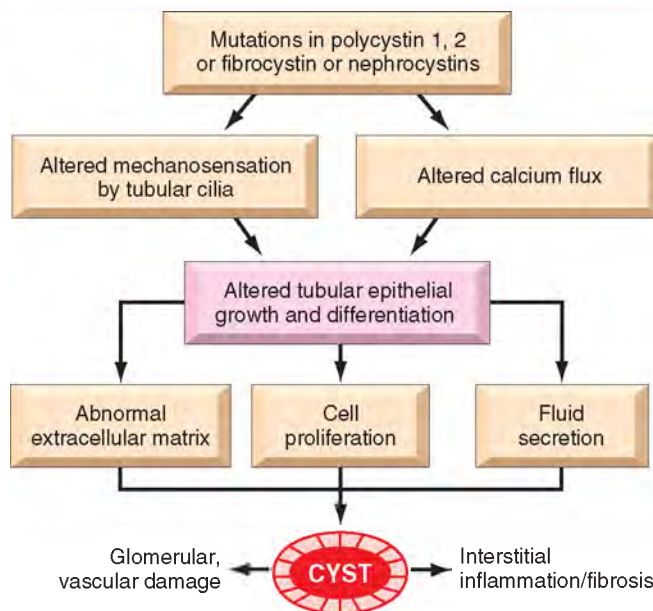 Mutations in polycystin 1, 2
or fibrocystin or nephrocystins
Altered mechanosensation
by tubular cilia
Altered calcium flux
Altered tubular epithelial
growth and differentiation
Abnormal
extracellular matrix
Cell
proliferation
Fluid
secretion
Glomerular,
vascular damage
CYST
Interstitial
inflammation/fibrosis